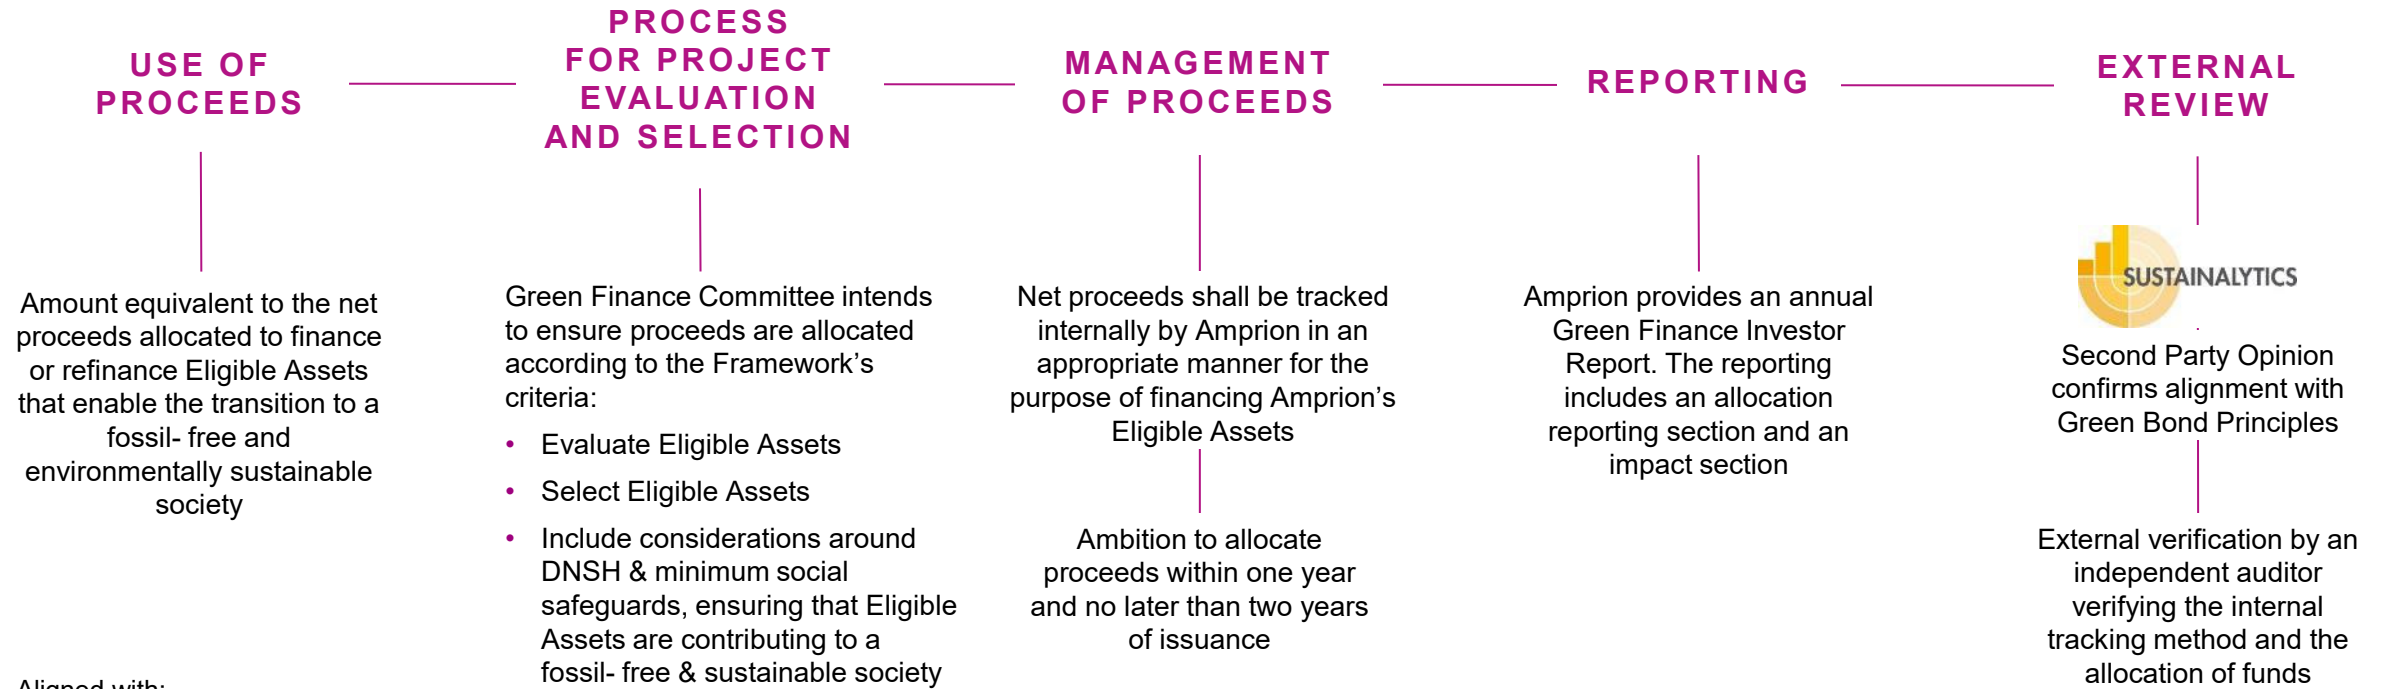 USE OF
PROCEEDS
Amount equivalent to the net
proceeds allocated to finance
or refinance Eligible Assets
that enable the transition to a
fossil- free and
environmentally sustainable
society
PROCESS
FOR PROJECT
EVALUATION
AND SELECTION
Green Finance Committee intends
to ensure proceeds are allocated
according to the Framework’s
criteria:
• Evaluate Eligible Assets
• Select Eligible Assets
• Include considerations around
DNSH & minimum social
safeguards, ensuring that Eligible
Assets are contributing to a
fossil- free & sustainable society
MANAGEMENT
OF PROCEEDS
Net proceeds shall be tracked
internally by Amprion in an
appropriate manner for the
purpose of financing Amprion’s
Eligible Assets
Ambition to allocate
proceeds within one year
and no later than two years
of issuance
REPORTING
Amprion provides an annual
Green Finance Investor
Report. The reporting
includes an allocation
reporting section and an
impact section
EXTERNAL
REVIEW
SUSTAINALYTICS
Second Party Opinion
confirms alignment with
Green Bond Principles
External verification by an
independent auditor
verifying the internal
tracking method and the
allocation of funds
Aligned with: